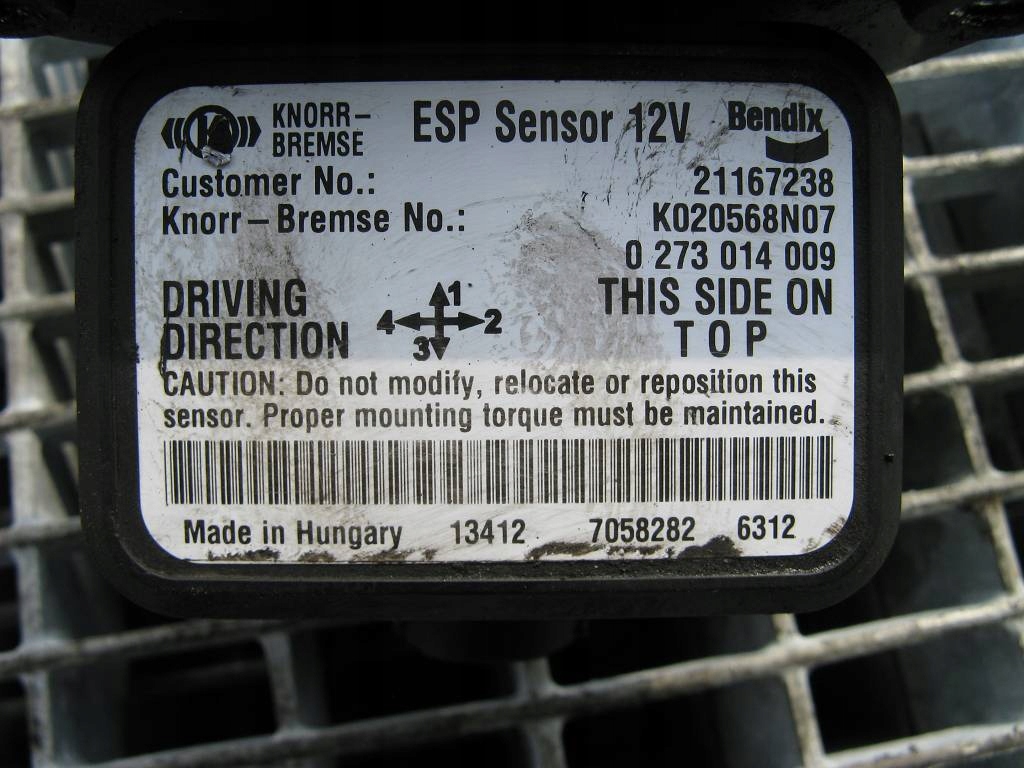 KNORR-
BREMSE
ESP Sensor 12V
Bendix
Customer No.: 21167238
Knorr-Bremse No.: K020568N07
0 273 014 009
DRIVING
DIRECTION
1
4 2
3
THIS SIDE ON
TOP
CAUTION: Do not modify, relocate or reposition this
sensor. Proper mounting torque must be maintained.
Made in Hungary 13412 7058282 6312